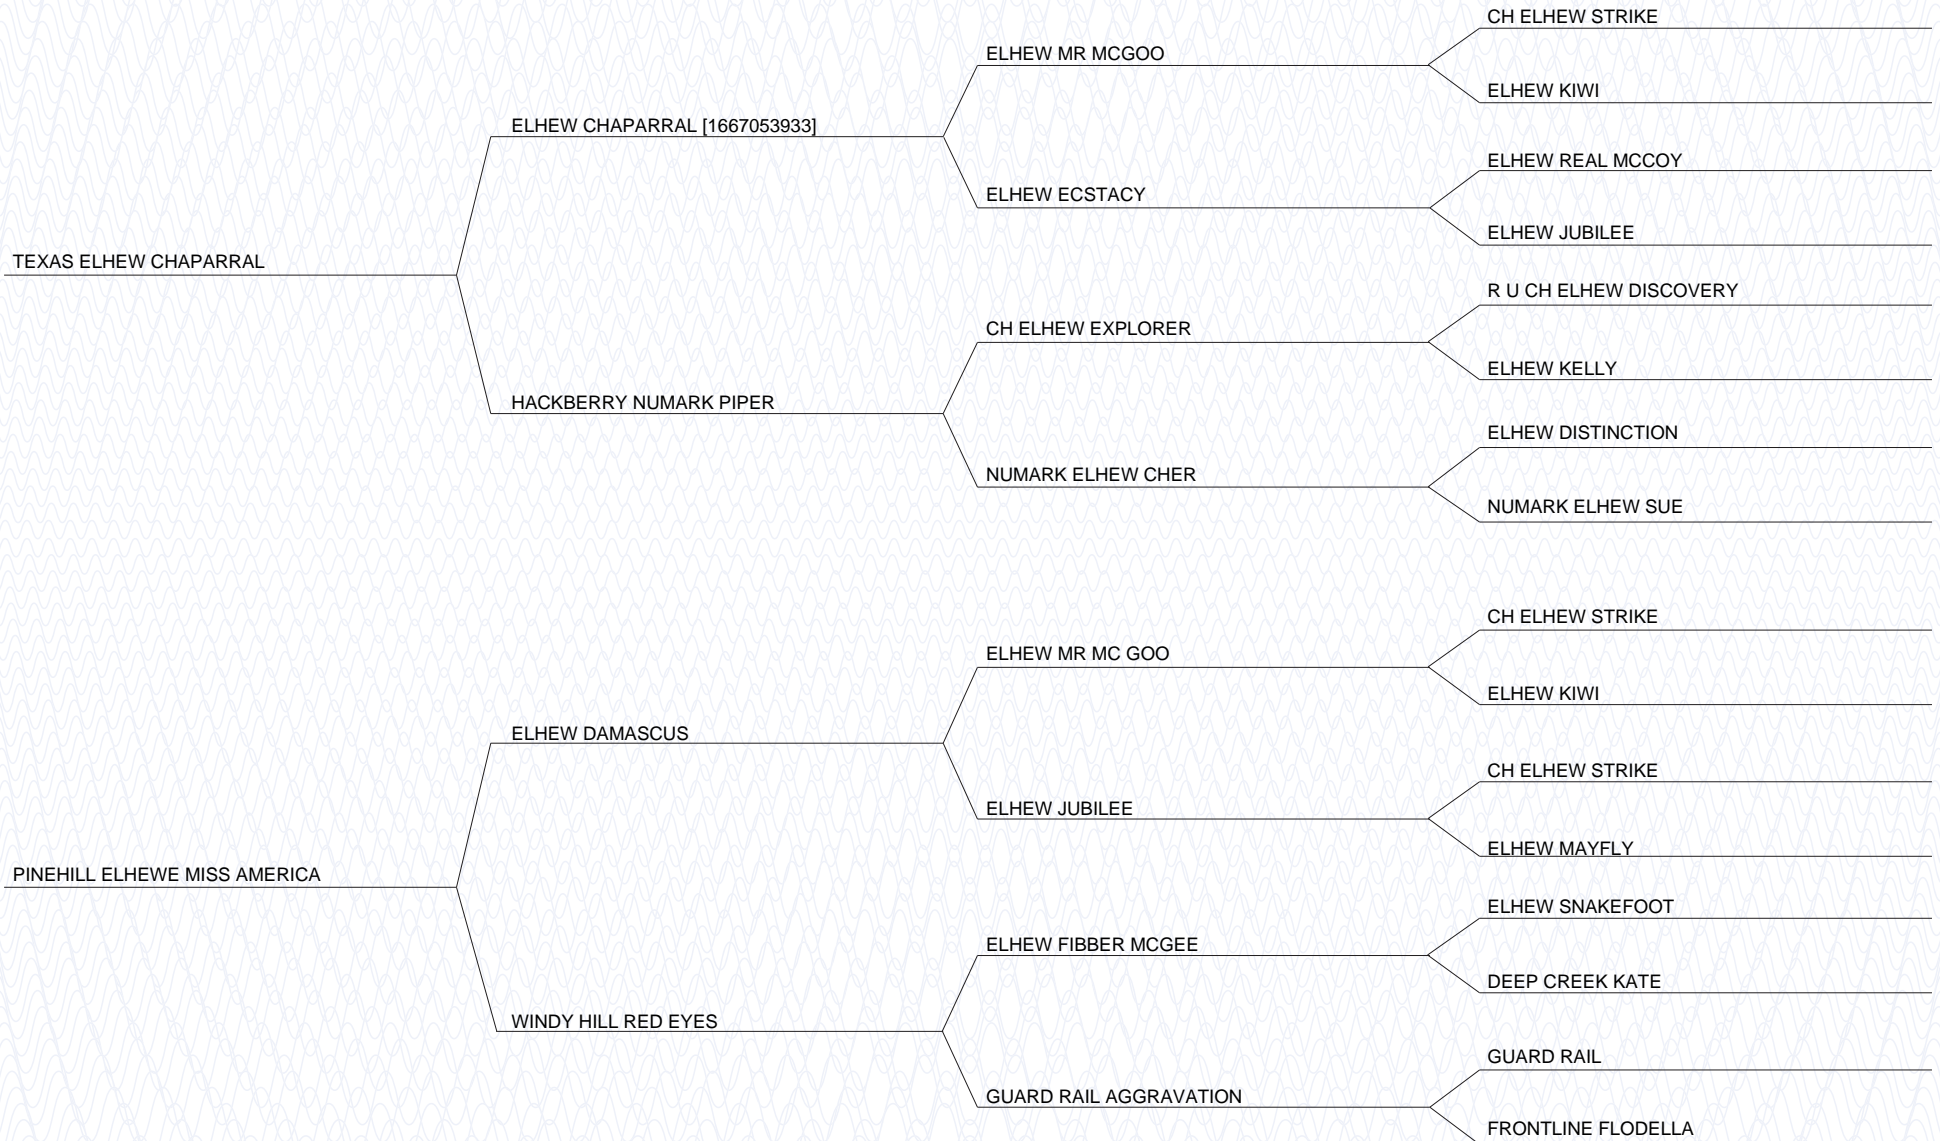 CH ELHEW STRIKE
ELHEW MR MCGOO
ELHEW KIWI
ELHEW CHAPARRAL [1667053933]
ELHEW REAL MCCOY
ELHEW ECSTACY
ELHEW JUBILEE
TEXAS ELHEW CHAPARRAL
R U CH ELHEW DISCOVERY
CH ELHEW EXPLORER
ELHEW KELLY
HACKBERRY NUMARK PIPER
ELHEW DISTINCTION
NUMARK ELHEW CHER
NUMARK ELHEW SUE
CH ELHEW STRIKE
ELHEW MR MC GOO
ELHEW KIWI
ELHEW DAMASCUS
CH ELHEW STRIKE
ELHEW JUBILEE
ELHEW MAYFLY
PINEHILL ELHEWE MISS AMERICA
ELHEW SNAKEFOOT
ELHEW FIBBER MCGEE
DEEP CREEK KATE
WINDY HILL RED EYES
GUARD RAIL
GUARD RAIL AGGRAVATION
FRONTLINE FLODELLA